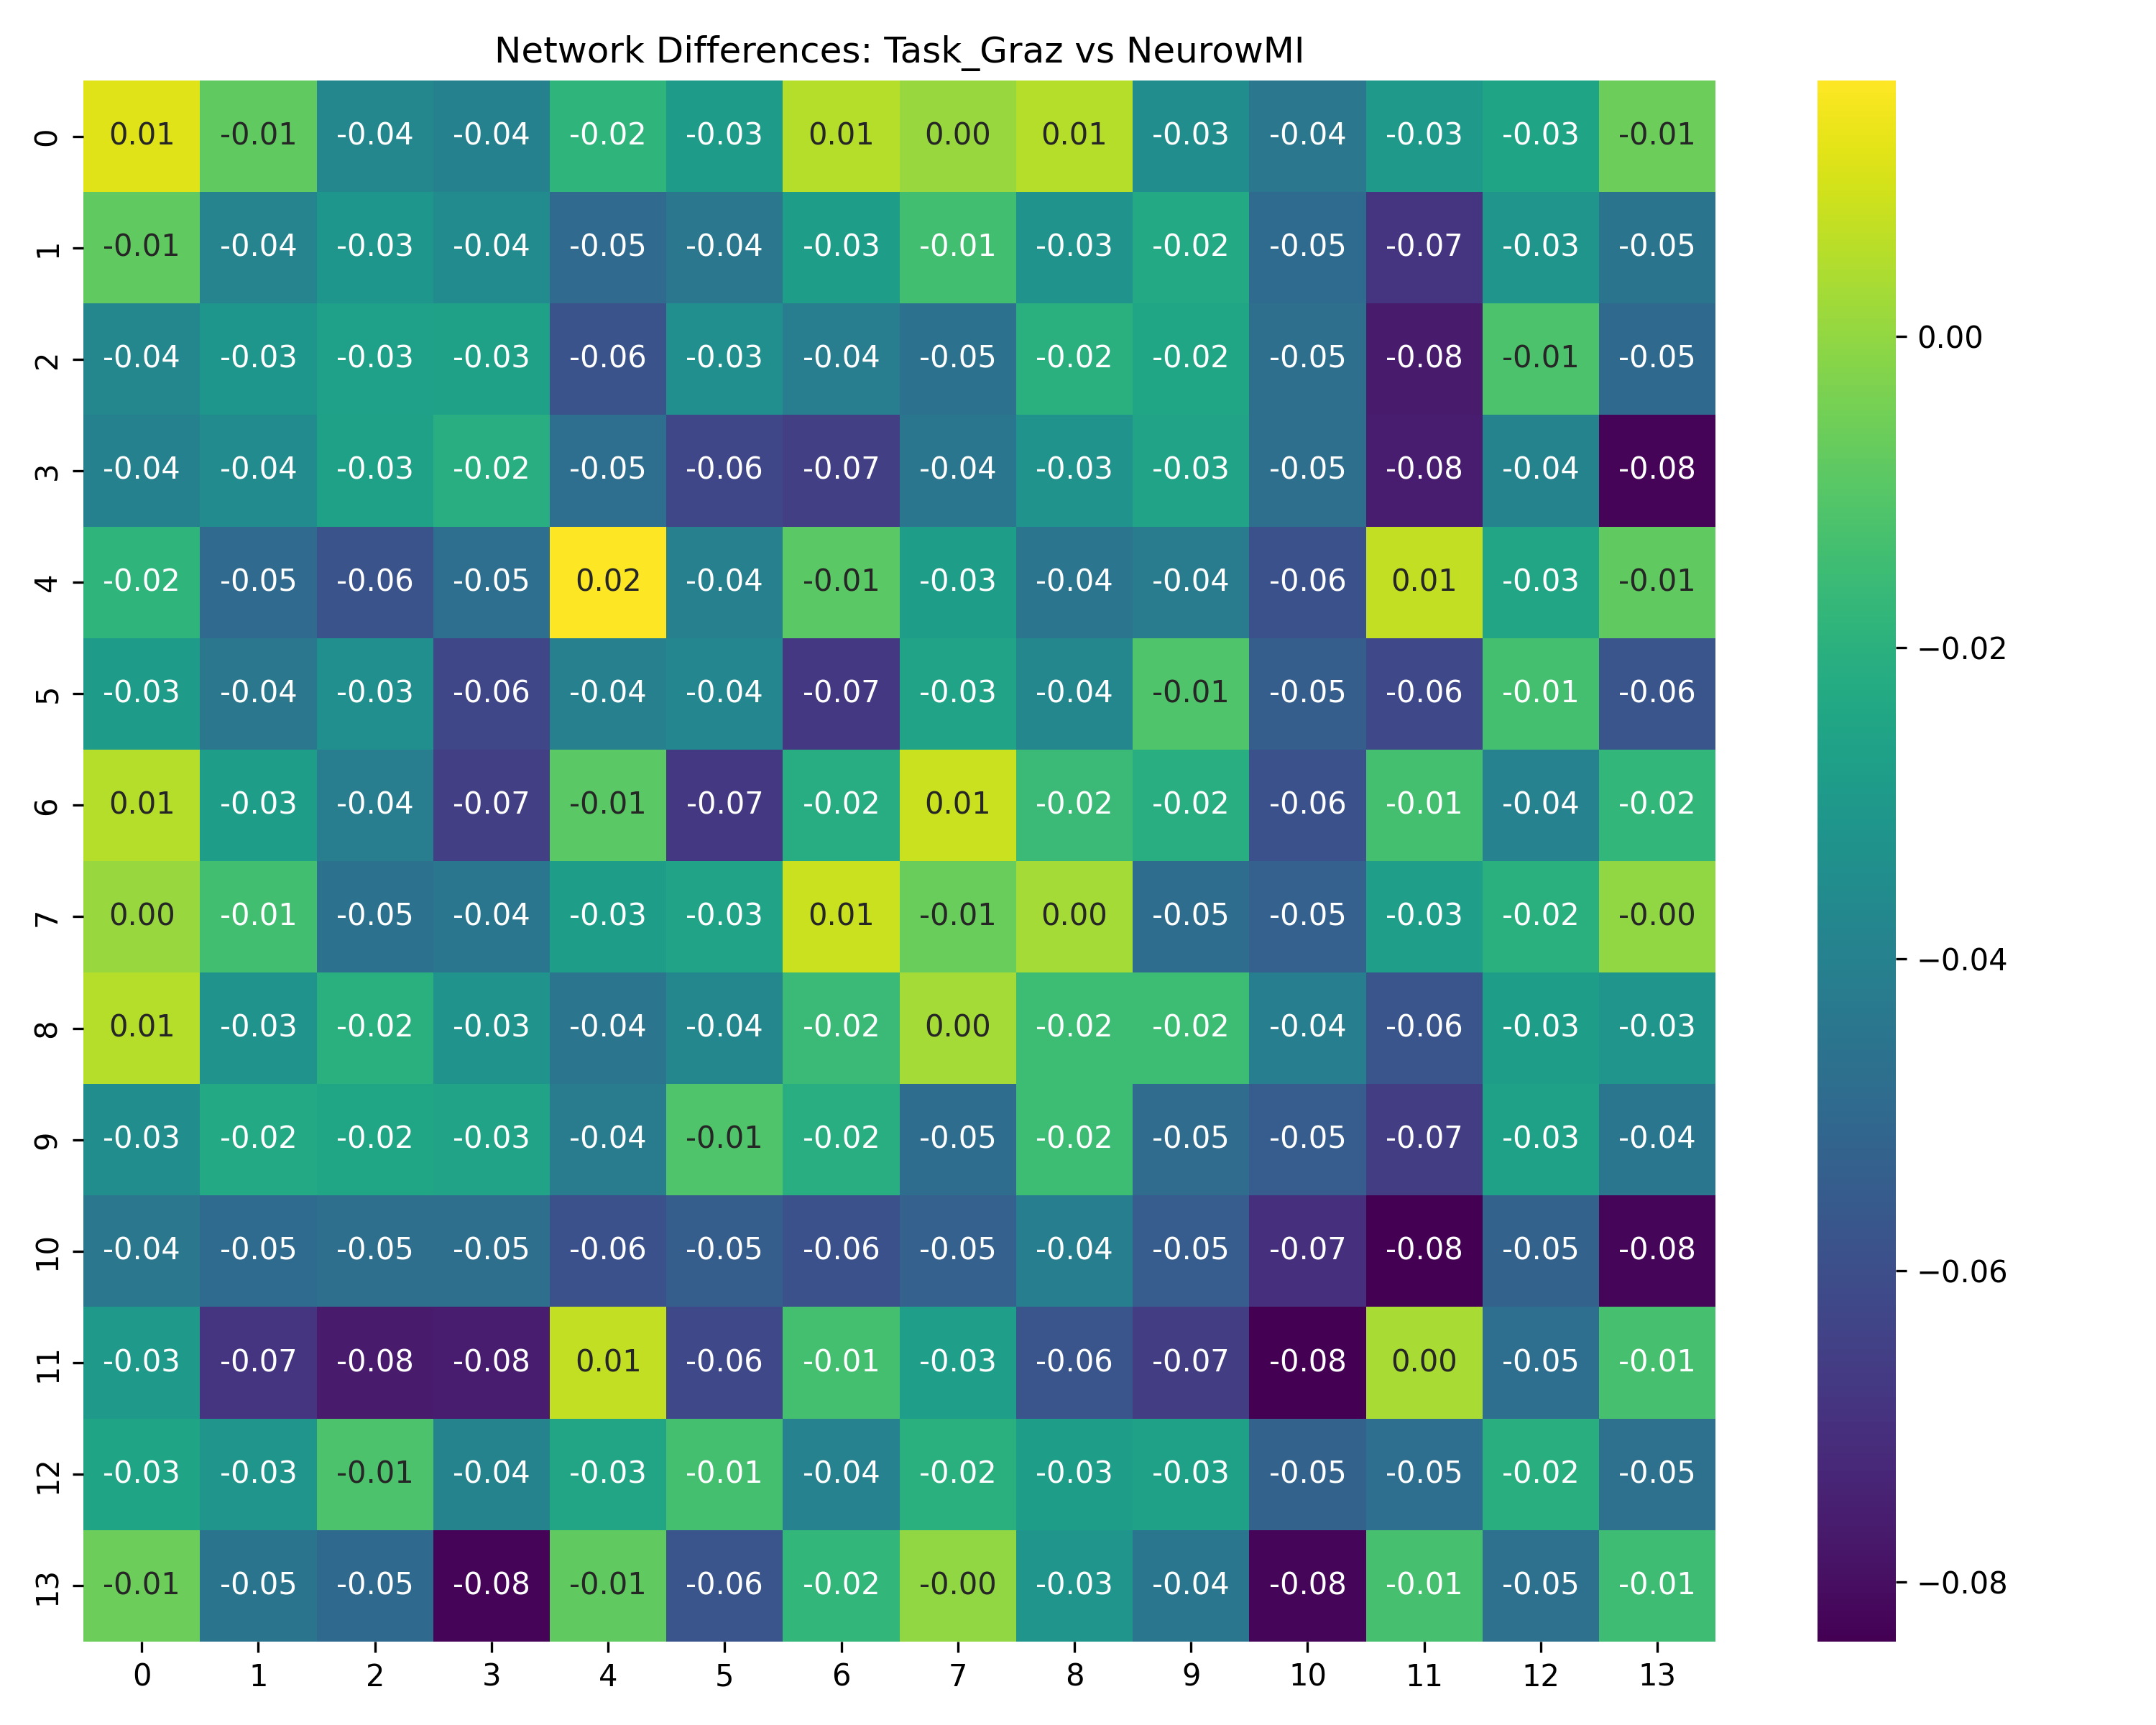 Network Differences: Task_Graz vs NeurowMI
0 0.01 -0.01 -0.04 -0.04 -0.02 -0.03 0.01 0.00 0.01 -0.03 -0.04 -0.03 -0.03 -0.01
0.00
1 -0.01 -0.04 -0.03 -0.04 -0.05 -0.04 -0.03 -0.01 -0.03 -0.02 -0.05 -0.07 -0.03 -0.05
2 -0.04 -0.03 -0.03 -0.03 -0.06 -0.03 -0.04 -0.05 -0.02 -0.02 -0.05 -0.08 -0.01 -0.05
3 -0.04 -0.04 -0.03 -0.02 -0.05 -0.06 -0.07 -0.04 -0.03 -0.03 -0.05 -0.08 -0.04 -0.08
4 -0.02 -0.05 -0.06 -0.05 0.02 -0.04 -0.01 -0.03 -0.04 -0.04 -0.06 0.01 -0.03 -0.01
−0.02
5 -0.03 -0.04 -0.03 -0.06 -0.04 -0.04 -0.07 -0.03 -0.04 -0.01 -0.05 -0.06 -0.01 -0.06
6 0.01 -0.03 -0.04 -0.07 -0.01 -0.07 -0.02 0.01 -0.02 -0.02 -0.06 -0.01 -0.04 -0.02
7 0.00 -0.01 -0.05 -0.04 -0.03 -0.03 0.01 -0.01 0.00 -0.05 -0.05 -0.03 -0.02 -0.00
−0.04
8 0.01 -0.03 -0.02 -0.03 -0.04 -0.04 -0.02 0.00 -0.02 -0.02 -0.04 -0.06 -0.03 -0.03
9 -0.03 -0.02 -0.02 -0.03 -0.04 -0.01 -0.02 -0.05 -0.02 -0.05 -0.05 -0.07 -0.03 -0.04
10 -0.04 -0.05 -0.05 -0.05 -0.06 -0.05 -0.06 -0.05 -0.04 -0.05 -0.07 -0.08 -0.05 -0.08
−0.06
11 -0.03 -0.07 -0.08 -0.08 0.01 -0.06 -0.01 -0.03 -0.06 -0.07 -0.08 0.00 -0.05 -0.01
12 -0.03 -0.03 -0.01 -0.04 -0.03 -0.01 -0.04 -0.02 -0.03 -0.03 -0.05 -0.05 -0.02 -0.05
13 -0.01 -0.05 -0.05 -0.08 -0.01 -0.06 -0.02 -0.00 -0.03 -0.04 -0.08 -0.01 -0.05 -0.01
−0.08
0 1 2 3 4 5 6 7 8 9 10 11 12 13